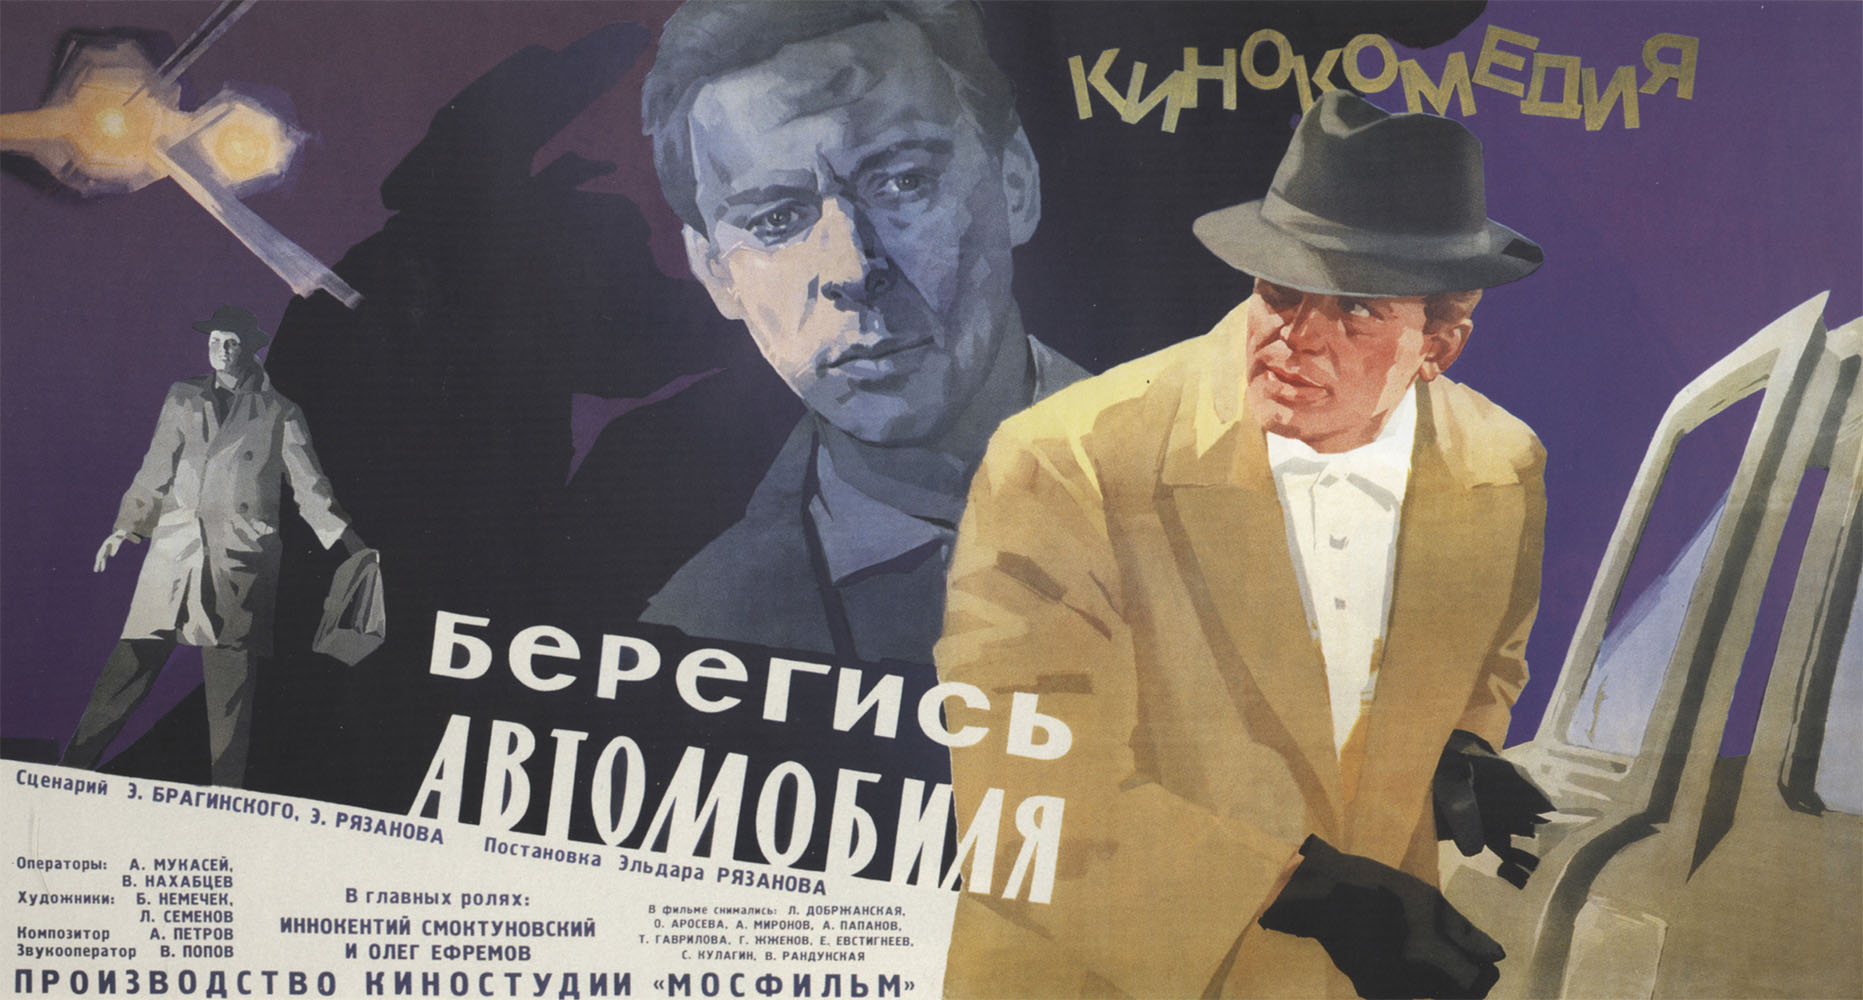 КИНОКОМЕДИЯ
БЕРЕГИСЬ
АВТОМОБИЛЯ
Сценарий Э. БРАГИНСКОГО, Э. РЯЗАНОВА
Постановка Эльдара РЯЗАНОВА
Операторы: А. МУКАСЕЙ,
В. НАХАБЦЕВ
Художники: Б. НЕМЕЧЕК,
Л. СЕМЕНОВ
Композитор А. ПЕТРОВ
Звукооператор В. ПОПОВ
В главных ролях:
ИННОКЕНТИЙ СМОКТУНОВСКИЙ
И ОЛЕГ ЕФРЕМОВ
В фильме снимались: Л. ДОБРЖАНСКАЯ,
О. АРОСЕВА, А. МИРОНОВ, А. ПАПАНОВ,
Т. ГАВРИЛОВА, Г. ЖЖЕНОВ, Е. ЕВСТИГНЕЕВ,
С. КУЛАГИН, В. РАНДУНСКАЯ
ПРОИЗВОДСТВО КИНОСТУДИИ «МОСФИЛЬМ»